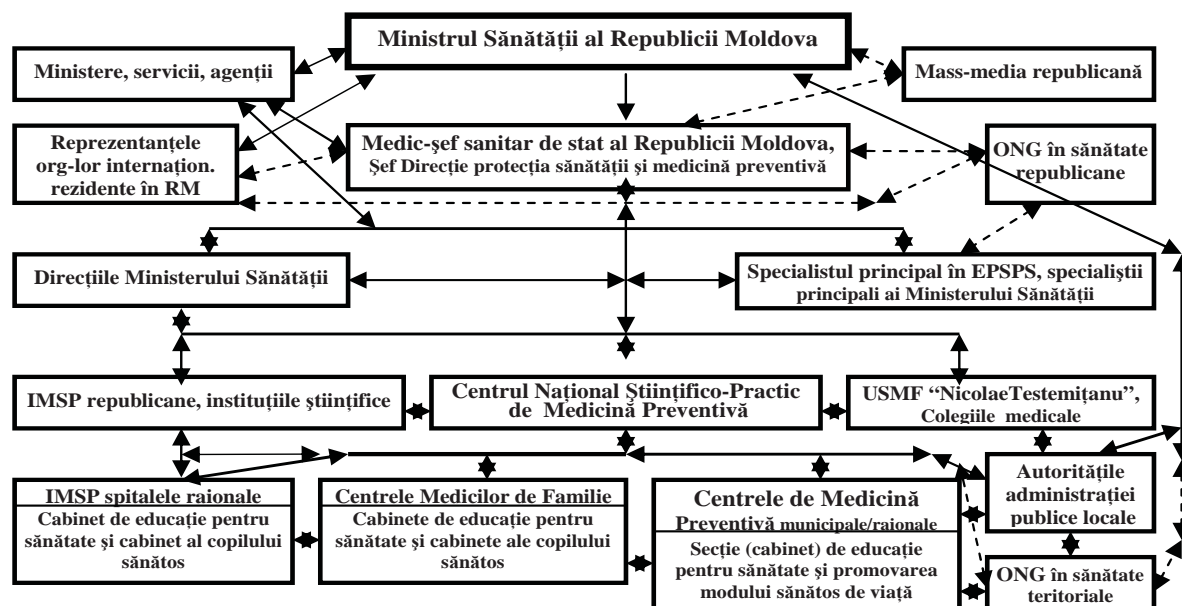 Ministrul Sănătății al Republicii Moldova
Ministere, servicii, agenții
Mass-media republicană
Reprezentanțele
org-lor internațion.
rezidente în RM
Medic-şef sanitar de stat al Republicii Moldova,
Şef Direcție protecția sănătății şi medicină preventivă
ONG în sănătate
republicane
Direcțiile Ministerului Sănătății
Specialistul principal în EPSPS, specialiştii
principali ai Ministerului Sănătății
IMSP republicane, instituțiile ştiințifice
Centrul Național Ştiințifico-Practic
de Medicină Preventivă
USMF “NicolaeTestemițanu”,
Colegiile medicale
IMSP spitalele raionale
Cabinet de educație pentru
sănătate şi cabinet al copilului
sănătos
Centrele Medicilor de Familie
Cabinete de educație pentru
sănătate şi cabinete ale copilului
sănătos
Centrele de Medicină
Preventivă municipale/raionale
Secție (cabinet) de educație
pentru sănătate şi promovarea
modului sănătos de viață
Autoritățile
administrației
publice locale
ONG în sănătate
teritoriale